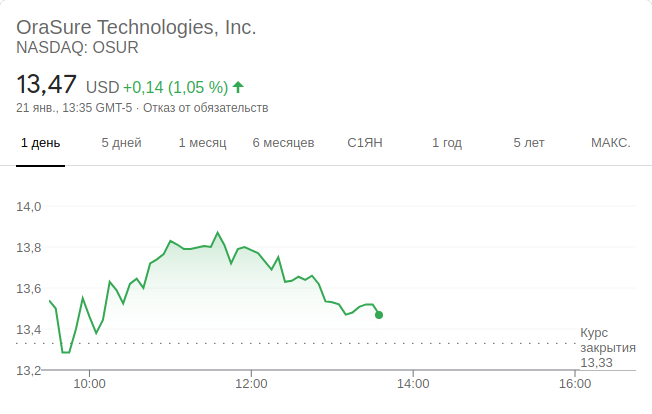 OraSure Technologies, Inc.
NASDAQ: OSUR
13,47 USD +0,14 (1,05 %)
21 янв., 13:35 GMT-5 · Отказ от обязательств
1 день 5 дней 1 месяц 6 месяцев С1ЯН 1 год 5 лет МАКС.
14,0
13,8
13,6
13,4
Курс
закрытия
13,33
13,2
10:00 12:00 14:00 16:00